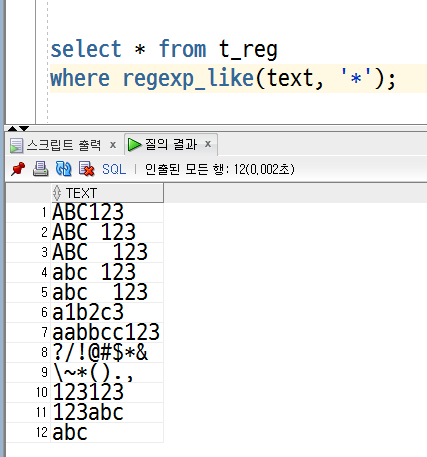 select * from t_reg
where regexp_like(text, '*');
스크립트 출력 x 질의 결과 x
SQL | 인출된 모든 행: 12(0,002초)
TEXT
1 ABC123
2 ABC 123
3 ABC  123
4 abc 123
5 abc  123
6 a1b2c3
7 aabbcc123
8 ?/!@#$*&
9 \~*().,
10 123123
11 123abc
12 abc